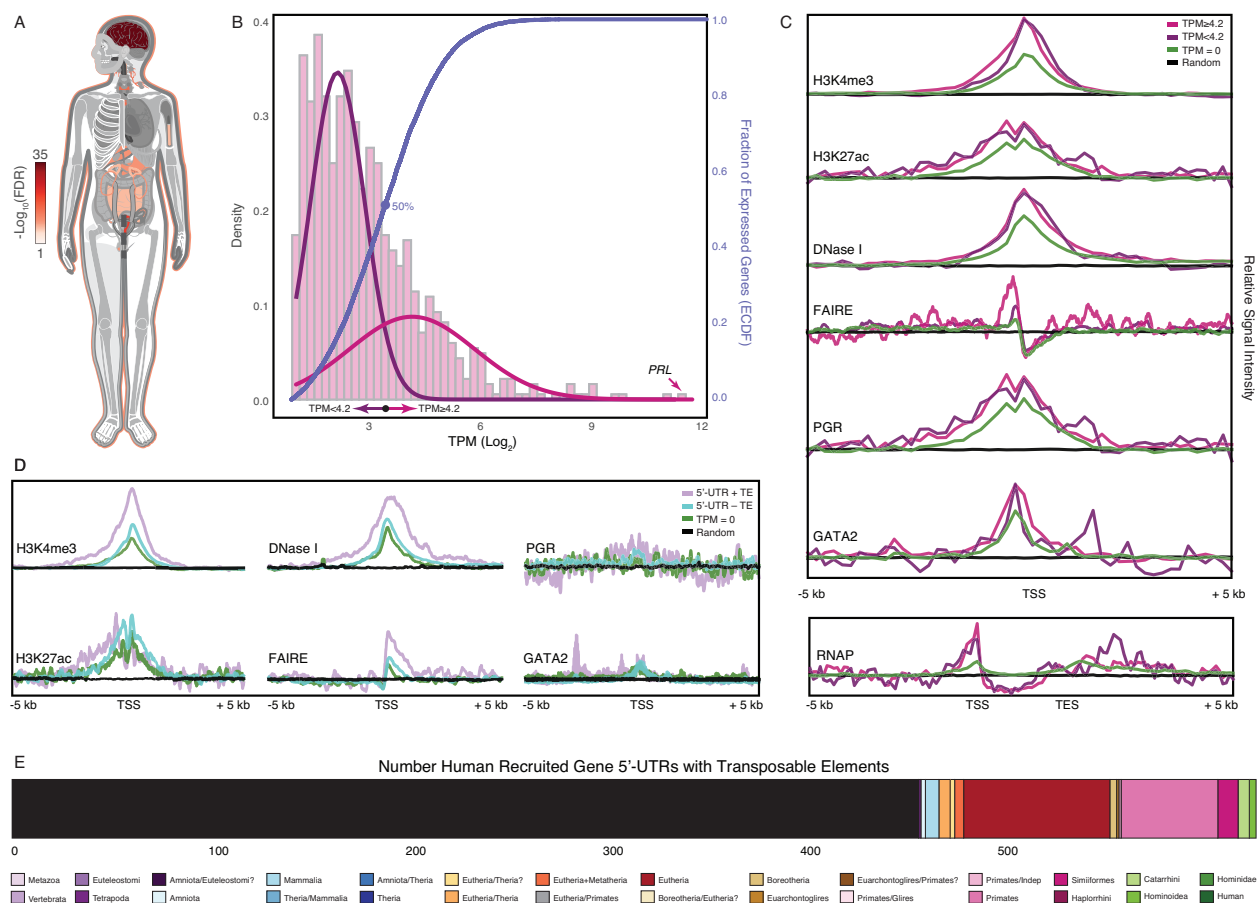 A
35
-Log10(FDR)
1
B
0.4
0.3
0.2
0.1
0.0
Density
50%
PRL
TPM<4.2
TPM≥4.2
3
6
9
12
TPM (Log2)
1.0
0.8
0.6
0.4
0.2
0.0
Fraction of Expressed Genes (ECDF)
C
TPM≥4.2
TPM<4.2
TPM = 0
Random
H3K4me3
H3K27ac
DNase I
FAIRE
PGR
GATA2
-5 kb
TSS
+ 5 kb
Relative Signal Intensity
RNAP
-5 kb
TSS
TES
+ 5 kb
D
5'-UTR + TE
5'-UTR – TE
TPM = 0
Random
H3K4me3
DNase I
PGR
H3K27ac
FAIRE
GATA2
-5 kb
TSS
+ 5 kb
-5 kb
TSS
+ 5 kb
-5 kb
TSS
+ 5 kb
E
Number Human Recruited Gene 5'-UTRs with Transposable Elements
0
100
200
300
400
500
Metazoa
Euteleostomi
Amniota/Euteleostomi?
Mammalia
Amniota/Theria
Eutheria/Theria?
Eutheria+Metatheria
Eutheria
Boreotheria
Euarchontoglires/Primates?
Primates/Indep
Simiiformes
Catarrhini
Hominidae
Vertebrata
Tetrapoda
Amniota
Theria/Mammalia
Theria
Eutheria/Theria
Eutheria/Primates
Boreotheria/Eutheria?
Euarchontoglires
Primates/Glires
Primates
Haplorrhini
Hominoidea
Human